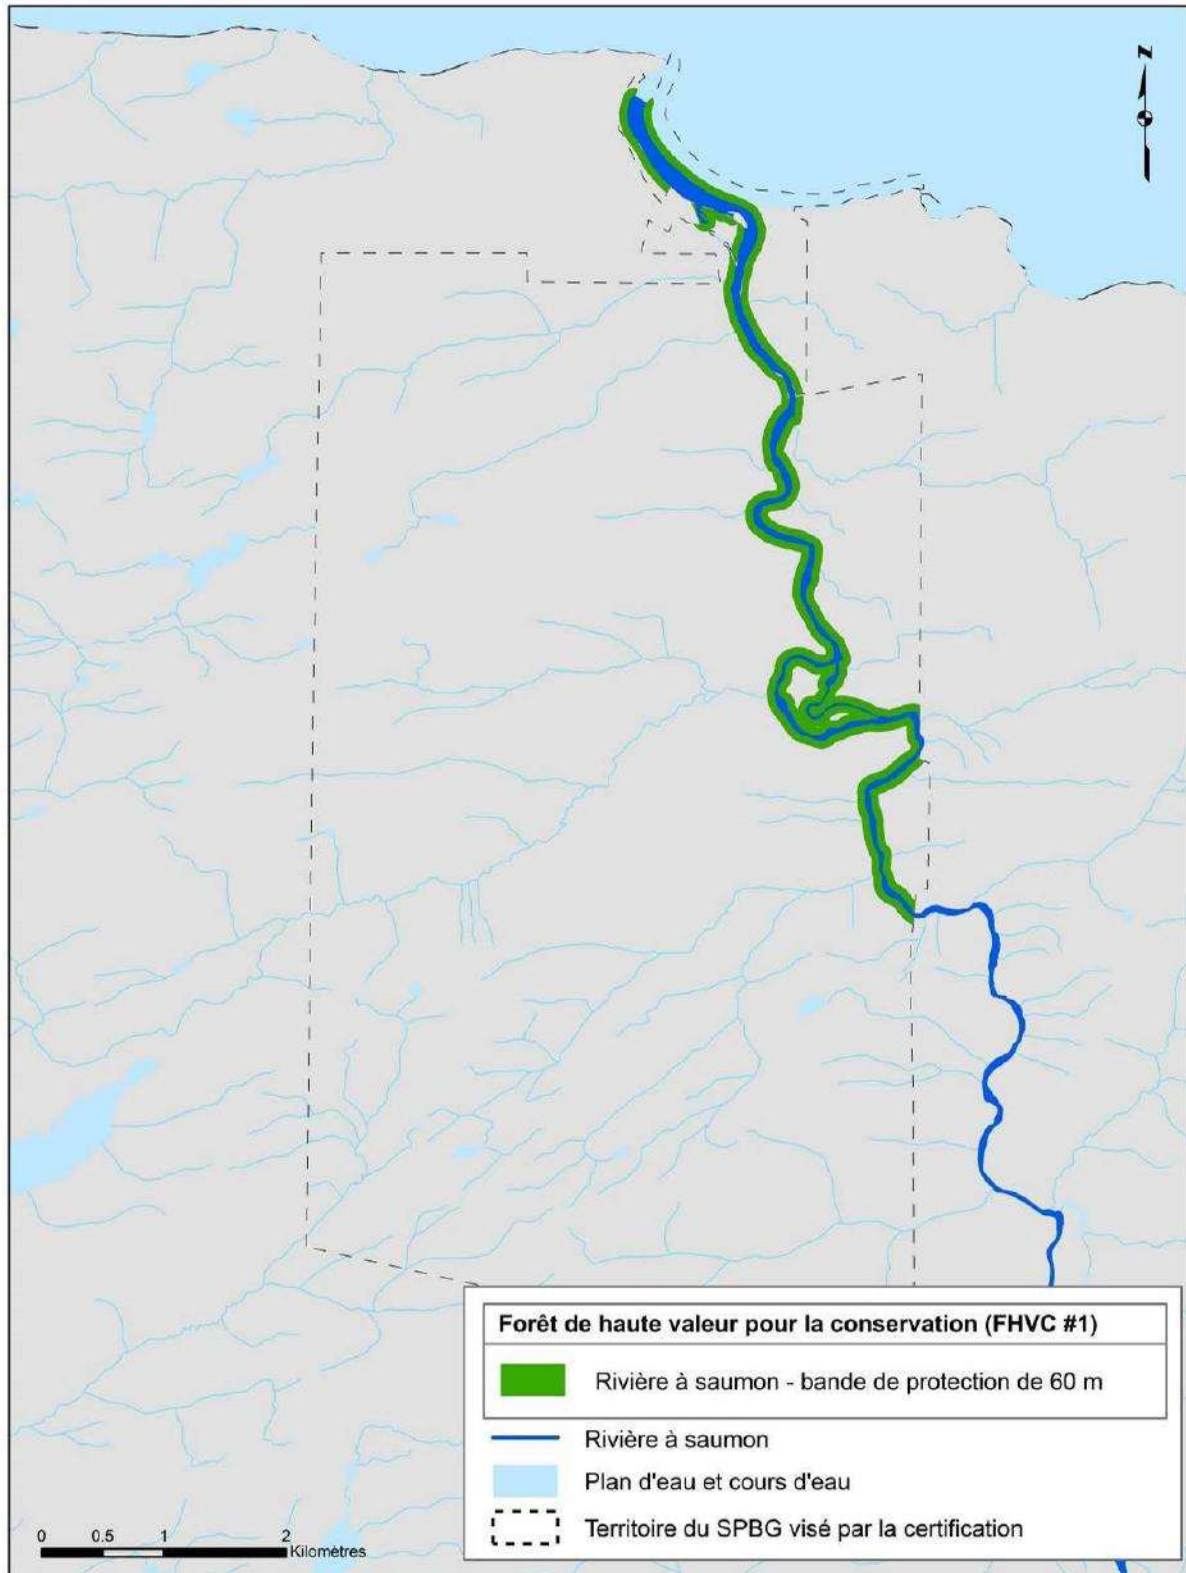 N
Forêt de haute valeur pour la conservation (FHVC #1)
Rivière à saumon - bande de protection de 60 m
Rivière à saumon
Plan d'eau et cours d'eau
Territoire du SPBG visé par la certification
0 0.5 1 2
Kilomètres